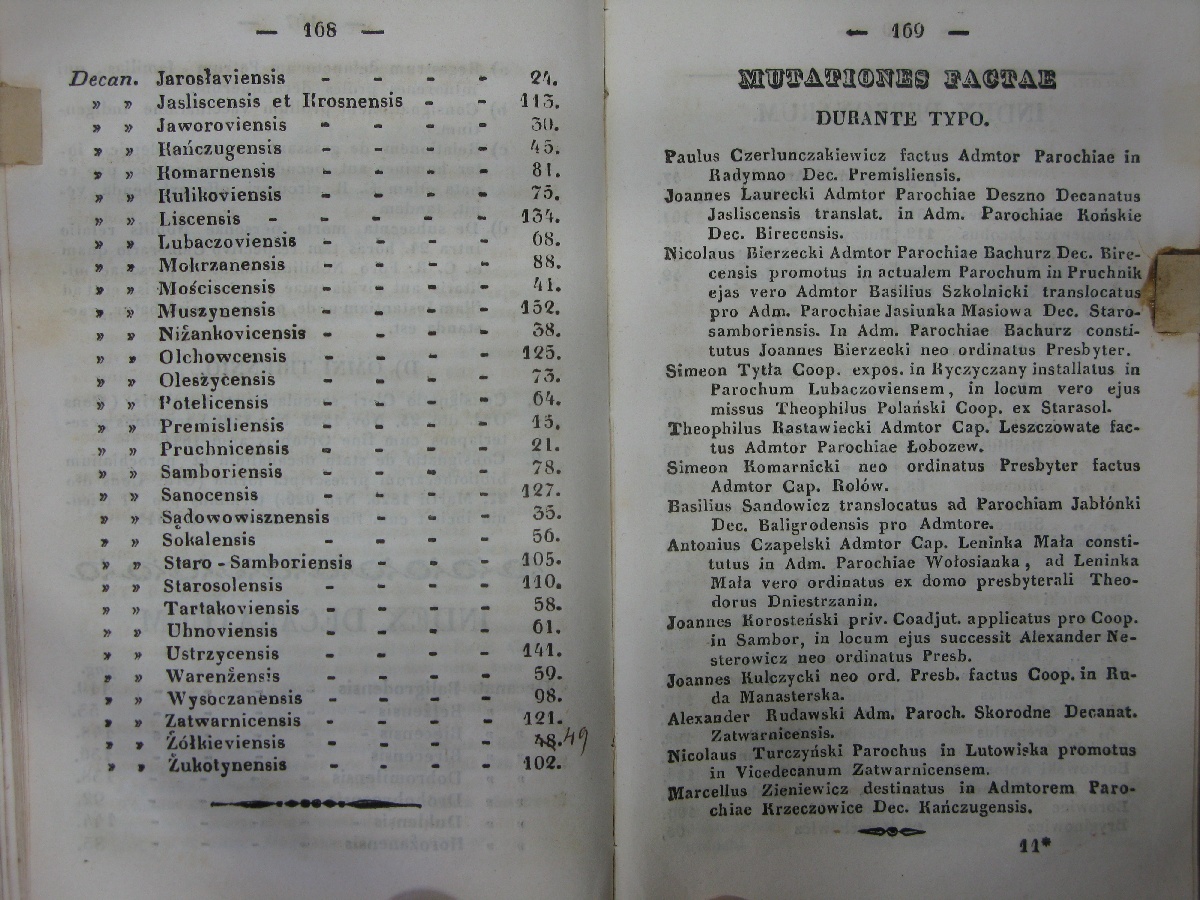 — 168 —
Decan. Jarosłaviensis - - - - 24.
» » Jasliscensis et Krosnensis - - 113.
» » Jaworoviensis - - - - 30.
» » Kańczugensis - - - - 45.
» » Komarnensis - - - - 81.
» » Kulikoviensis - - - - 75.
» » Liscensis - - - - - 134.
» » Lubaczoviensis - - - - 68.
» » Mokrzanensis - - - - 88.
» » Mościscensis - - - - 41.
» » Muszynensis - - - - 152.
» » Niżankovicensis - - - - 38.
» » Olchowcensis - - - - 125.
» » Oleszycensis - - - - 73.
» » Potelicensis - - - - 64.
» » Premisliensis - - - - 15.
» » Pruchnicensis - - - - 21.
» » Samboriensis - - - - 78.
» » Sanocensis - - - - 127.
» » Sądowowisznensis - - - 35.
» » Sokalensis - - - - 56.
» » Staro-Samboriensis - - - 105.
» » Starosolensis - - - - 110.
» » Tartakoviensis - - - - 58.
» » Uhnoviensis - - - - 61.
» » Ustrzycensis - - - - 141.
» » Warenżensis - - - - 59.
» » Wysoczanensis - - - - 98.
» » Zatwarnicensis - - - - 121.
» » Żółkieviensis - - - - 48. 49
» » Żukotynensis - - - - 102.
— 169 —
MUTATIONES FACTAE
DURANTE TYPO.
Paulus Czerlunczakiewicz factus Admtor Parochiae in
Radymno Dec. Premisliensis.
Joannes Laurecki Admtor Parochiae Deszno Decanatus
Jasliscensis translat. in Adm. Parochiae Końskie
Dec. Birecensis.
Nicolaus Bierzecki Admtor Parochiae Bachurz Dec. Bire-
censis promotus in actualem Parochum in Pruchnik
ejas vero Admtor Basilius Szkolnicki translocatus
pro Adm. Parochiae Jasiunka Masiowa Dec. Staro-
samboriensis. In Adm. Parochiae Bachurz consti-
tutus Joannes Bierzecki neo ordinatus Presbyter.
Simeon Tytła Coop. expos. in Ryczyczany installatus in
Parochum Lubaczoviensem, in locum vero ejus
missus Theophilus Polański Coop. ex Starasol.
Theophilus Rastawiecki Admtor Cap. Leszczowate fac-
tus Admtor Parochiae Łobozew.
Simeon Komarnicki neo ordinatus Presbyter factus
Admtor Cap. Rolów.
Basilius Sandowicz translocatus ad Parochiam Jabłónki
Dec. Baligrodensis pro Admtore.
Antonius Czapelski Admtor Cap. Leninka Mała consti-
tutus in Adm. Parochiae Wołosianka, ad Leninka
Mała vero ordinatus ex domo presbyterali Theo-
dorus Dniestrzanin.
Joannes Korosteński priv. Coadjut. applicatus pro Coop.
in Sambor, in locum ejus successit Alexander Ne-
sterowicz neo ordinatus Presb.
Joannes Kulczycki neo ord. Presb. factus Coop. in Ru-
da Manasterska.
Alexander Rudawski Adm. Paroch. Skorodne Decanat.
Zatwarnicensis.
Nicolaus Turczyński Parochus in Lutowiska promotus
in Vicedecanum Zatwarnicensem.
Marcellus Zieniewicz destinatus in Admtorem Paro-
chiae Krzeczowice Dec. Kańczugensis.
11*